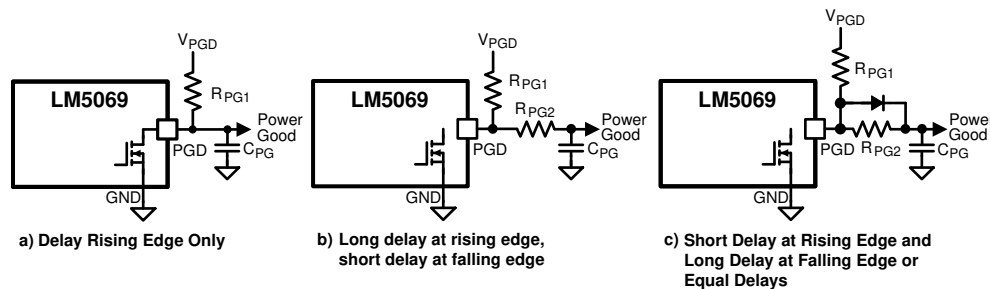 VPGD
RPG1
LM5069
Power
Good
PGD
CPG
GND
a) Delay Rising Edge Only
VPGD
RPG1
LM5069
RPG2
Power
Good
PGD
CPG
GND
b) Long delay at rising edge,
short delay at falling edge
VPGD
RPG1
LM5069
Power
Good
PGD
RPG2
CPG
GND
c) Short Delay at Rising Edge and
Long Delay at Falling Edge or
Equal Delays